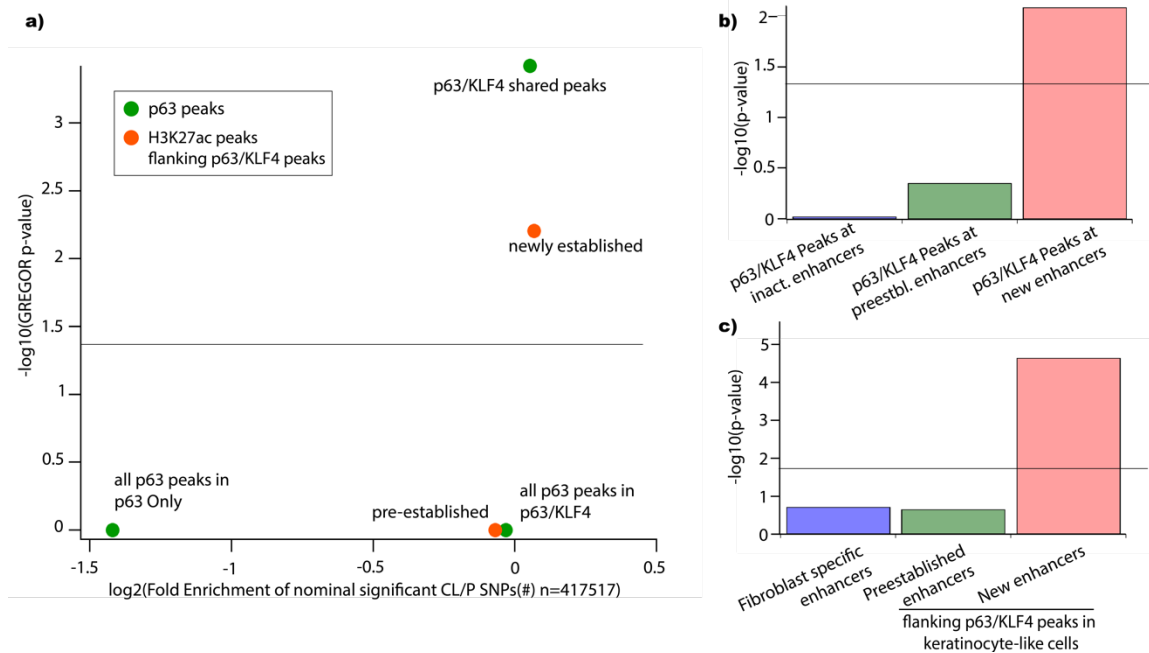 a)
-log10(GREGOR p-value)
3
2.5
2
1.5
1
0.5
0
p63 peaks
H3K27ac peaks
flanking p63/KLF4 peaks
p63/KLF4 shared peaks
newly established
all p63 peaks in
p63 Only
pre-established
all p63 peaks in
p63/KLF4
-1.5
-1
-0.5
0
0.5
log2(Fold Enrichment of nominal significant CL/P SNPs(#) n=417517)
b)
-log10(p-value)
2
1.5
1
0.5
0
p63/KLF4 Peaks at
inact. enhancers
p63/KLF4 Peaks at
preestbl. enhancers
p63/KLF4 Peaks at
new enhancers
c)
-log10(p-value)
5
4
3
2
1
0
Fibroblast specific
enhancers
Preestablished
enhancers
New enhancers
flanking p63/KLF4 peaks in
keratinocyte-like cells